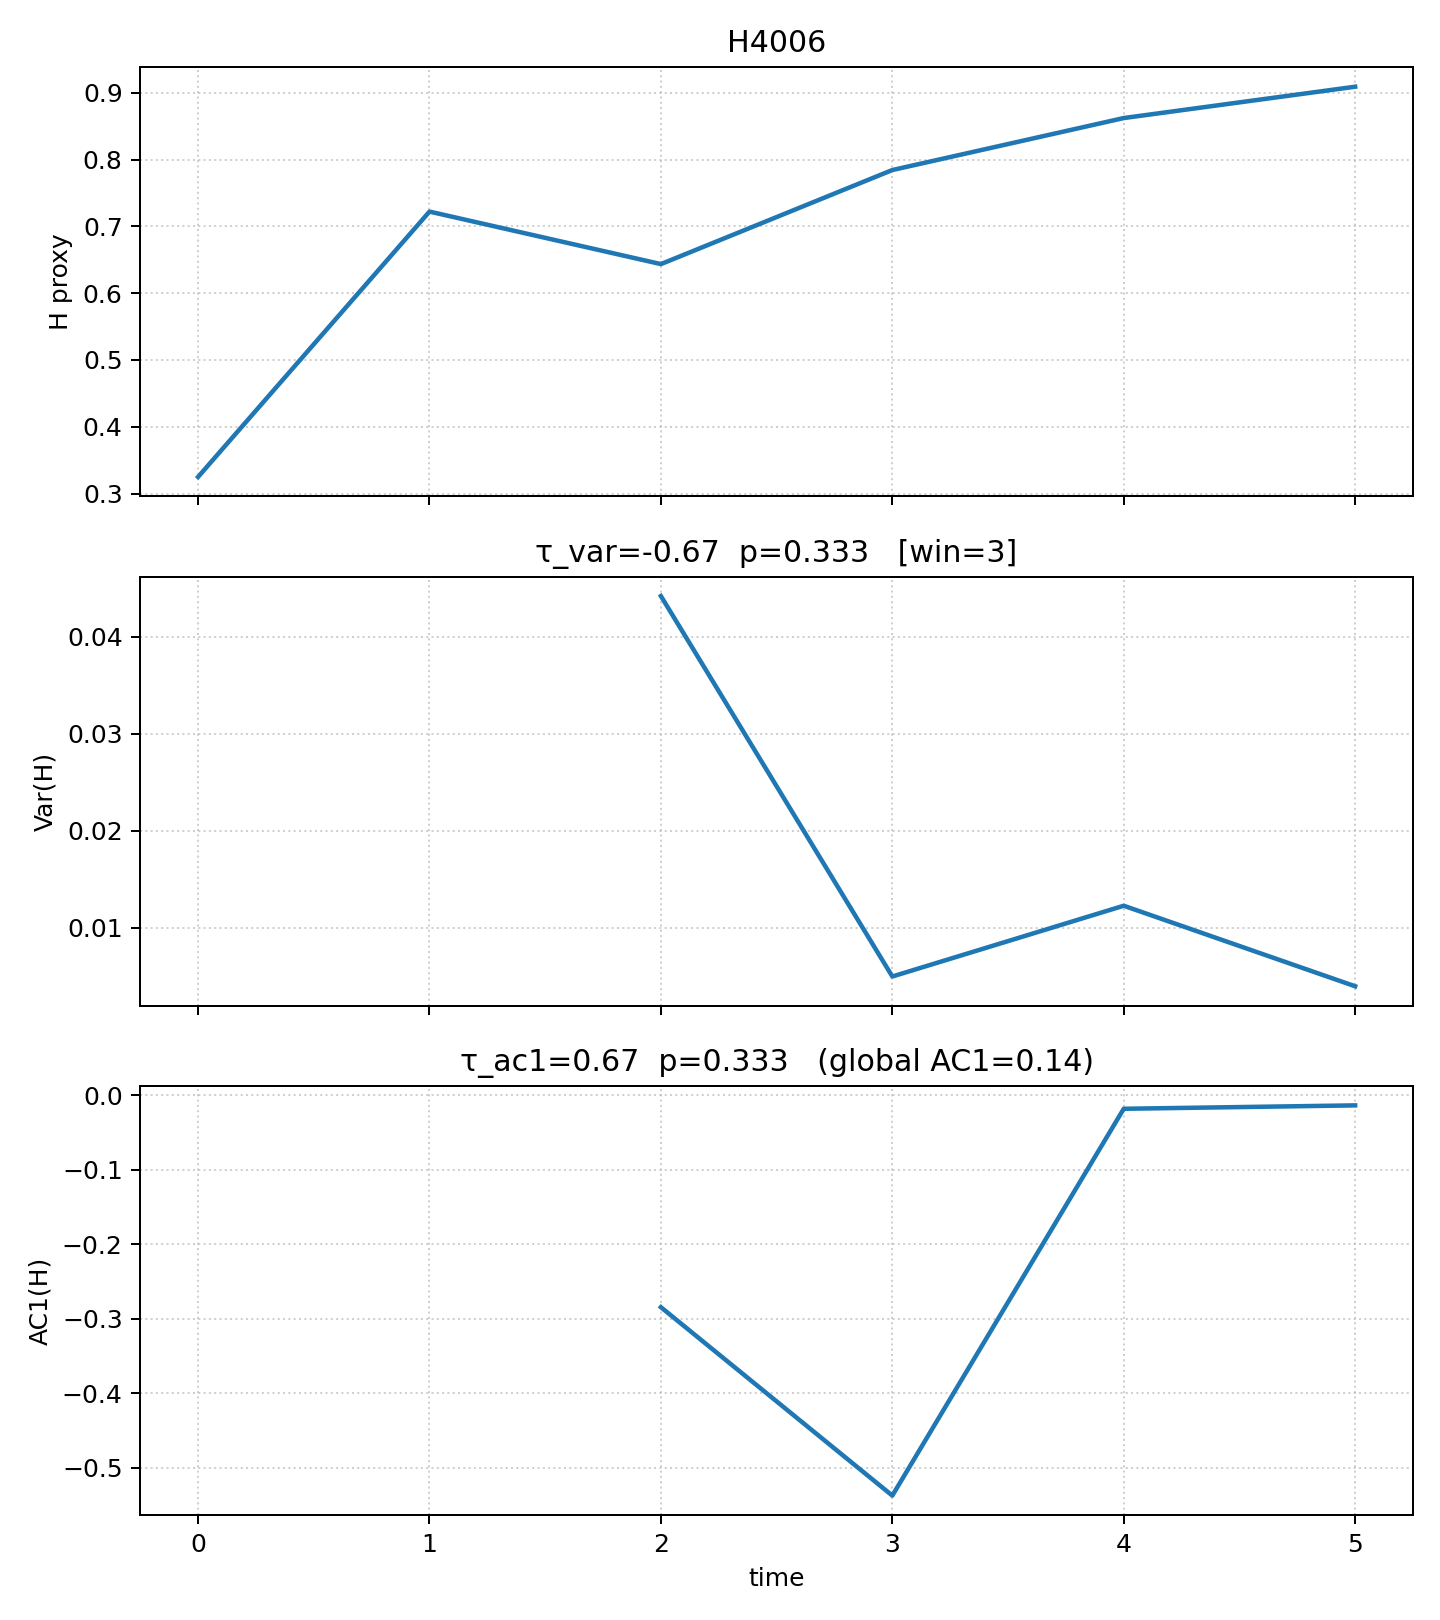 H4006
0.9
0.8
0.7
0.6
0.5
0.4
0.3
H proxy
τ_var=-0.67  p=0.333   [win=3]
0.04
0.03
0.02
0.01
Var(H)
τ_ac1=0.67  p=0.333   (global AC1=0.14)
0.0
−0.1
−0.2
−0.3
−0.4
−0.5
AC1(H)
0 1 2 3 4 5
time